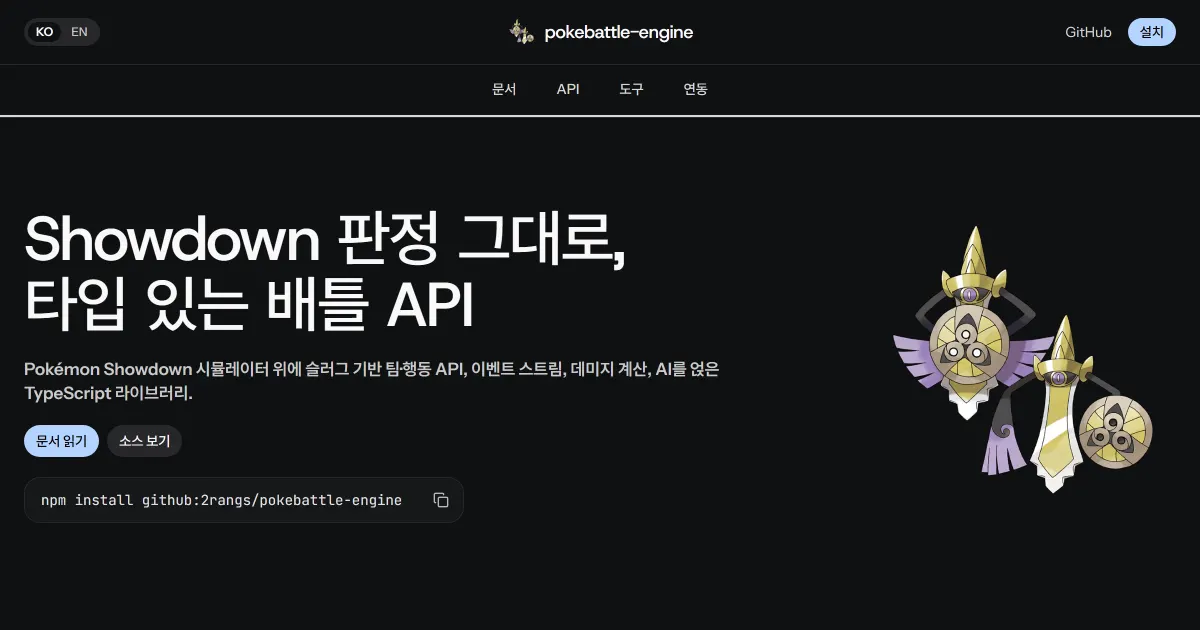 KO EN
pokebattle-engine
GitHub
설치
문서 API 도구 연동
Showdown 판정 그대로,
타입 있는 배틀 API
Pokémon Showdown 시뮬레이터 위에 슬러그 기반 팀·행동 API, 이벤트 스트림, 데미지 계산, AI를 얹은
TypeScript 라이브러리.
문서 읽기 소스 보기
npm install github:2rangs/pokebattle-engine